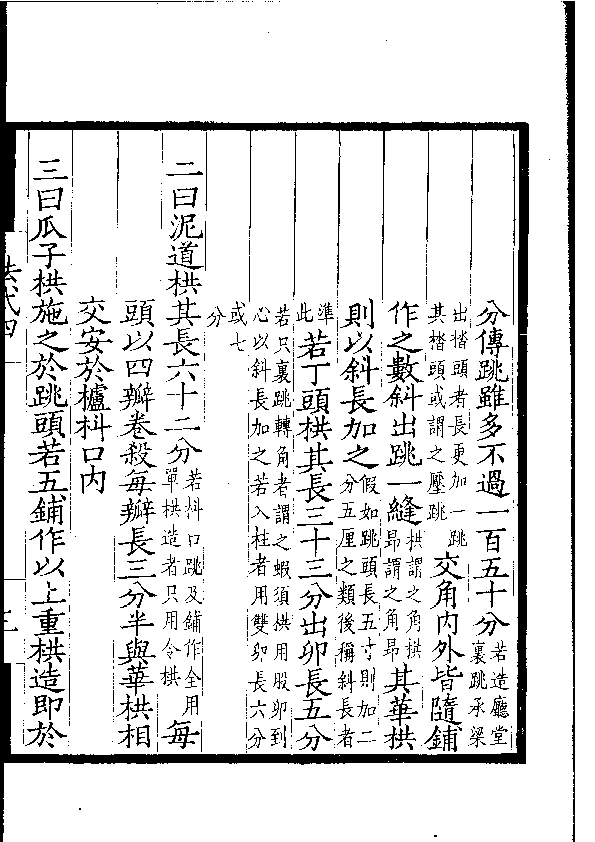 分傳跳雖多不過一百五十分若造廳堂裏跳承梁
出楷頭者長更加一跳其楷頭或謂之壓跳交角內外皆隨鋪
作之數斜出跳一縫栱謂之角栱昂謂之角昂其華栱
則以斜長加之假如跳頭長五寸則加二分五厘之類後稱斜長者
準此若丁頭栱其長三十三分出卯長五分
若只裏跳轉角者謂之蝦須栱用股卯到心以斜長加之若入柱者用雙卯長六分
或七分
二曰泥道栱其長六十二分若枓口跳及鋪作全用單栱造者只用令栱每
頭以四瓣卷殺每瓣長三分半與華栱相
交安於櫨枓口內
三曰瓜子栱施之於跳頭若五鋪作以上重栱造即於
法式四
三